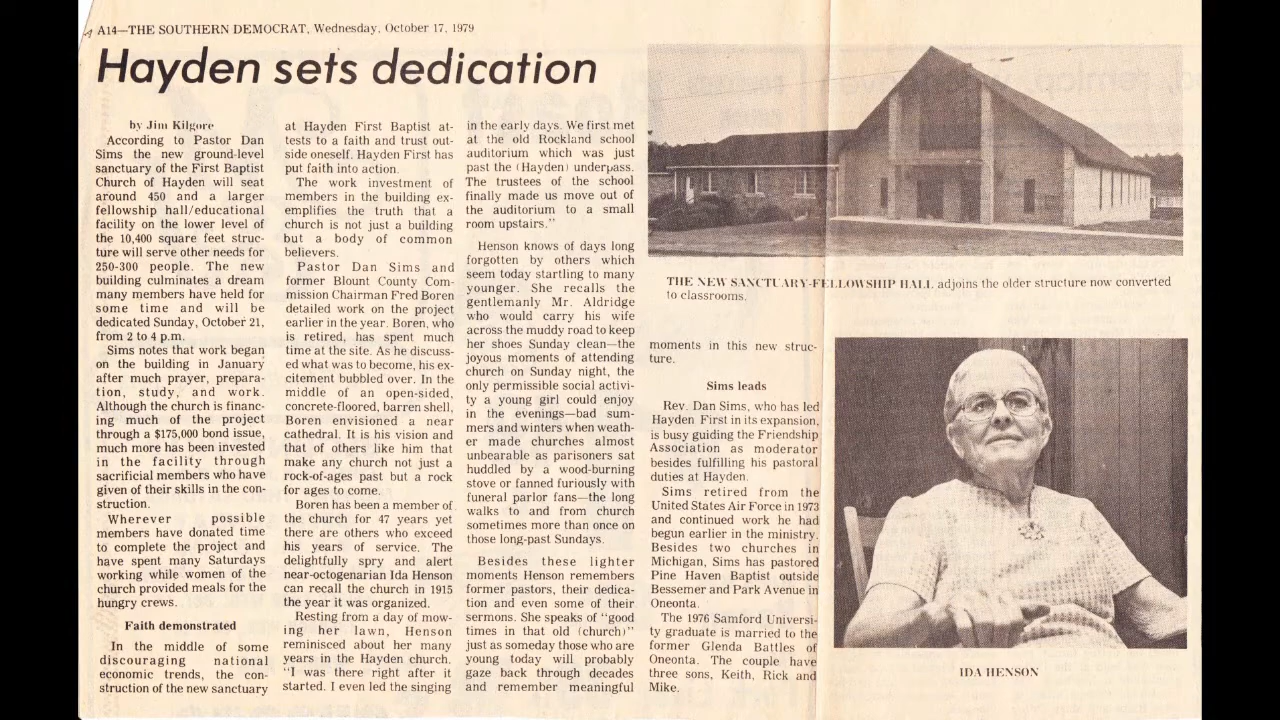 A14—THE SOUTHERN DEMOCRAT, Wednesday, October 17, 1979
Hayden sets dedication
by Jim Kilgore
According to Pastor Dan
Sims the new ground-level
sanctuary of the First Baptist
Church of Hayden will seat
around 450 and a larger
fellowship hall/educational
facility on the lower level of
the 10,400 square feet struc-
ture will serve other needs for
250-300 people. The new
building culminates a dream
many members have held for
some time and will be
dedicated Sunday, October 21,
from 2 to 4 p.m.
Sims notes that work began
on the building in January
after much prayer, prepara-
tion, study, and work.
Although the church is financ-
ing much of the project
through a $175,000 bond issue,
much more has been invested
in the facility through
sacrificial members who have
given of their skills in the con-
struction.
Wherever possible
members have donated time
to complete the project and
have spent many Saturdays
working while women of the
church provided meals for the
hungry crews.
Faith demonstrated
In the middle of some
discouraging national
economic trends, the con-
struction of the new sanctuary
at Hayden First Baptist at-
tests to a faith and trust out-
side oneself. Hayden First has
put faith into action.
The work investment of
members in the building ex-
emplifies the truth that a
church is not just a building
but a body of common
believers.
Pastor Dan Sims and
former Blount County Com-
mission Chairman Fred Boren
detailed work on the project
earlier in the year. Boren, who
is retired, has spent much
time at the site. As he discuss-
ed what was to become, his ex-
citement bubbled over. In the
middle of an open-sided,
concrete-floored, barren shell,
Boren envisioned a near
cathedral. It is his vision and
that of others like him that
make any church not just a
rock-of-ages past but a rock
for ages to come.
Boren has been a member of
the church for 47 years yet
there are others who exceed
his years of service. The
delightfully spry and alert
near-octogenarian Ida Henson
can recall the church in 1915
the year it was organized.
Resting from a day of mow-
ing her lawn, Henson
reminisced about her many
years in the Hayden church.
"I was there right after it
started. I even led the singing
in the early days. We first met
at the old Rockland school
auditorium which was just
past the (Hayden) underpass.
The trustees of the school
finally made us move out of
the auditorium to a small
room upstairs."
Henson knows of days long
forgotten by others which
seem today startling to many
younger. She recalls the
gentlemanly Mr. Aldridge
who would carry his wife
across the muddy road to keep
her shoes Sunday clean—the
joyous moments of attending
church on Sunday night, the
only permissible social activi-
ty a young girl could enjoy
in the evenings—bad sum-
mers and winters when weath-
er made churches almost
unbearable as parisoners sat
huddled by a wood-burning
stove or fanned furiously with
funeral parlor fans—the long
walks to and from church
sometimes more than once on
those long-past Sundays.
Besides these lighter
moments Henson remembers
former pastors, their dedica-
tion and even some of their
sermons. She speaks of "good
times in that old (church)"
just as someday those who are
young today will probably
gaze back through decades
and remember meaningful
THE NEW SANCTUARY-FELLOWSHIP HALL adjoins the older structure now converted
to classrooms.
moments in this new struc-
ture.
Sims leads
Rev. Dan Sims, who has led
Hayden First in its expansion,
is busy guiding the Friendship
Association as moderator
besides fulfilling his pastoral
duties at Hayden.
Sims retired from the
United States Air Force in 1973
and continued work he had
begun earlier in the ministry.
Besides two churches in
Michigan, Sims has pastored
Pine Haven Baptist outside
Bessemer and Park Avenue in
Oneonta.
The 1976 Samford Universi-
ty graduate is married to the
former Glenda Battles of
Oneonta. The couple have
three sons, Keith, Rick and
Mike.
IDA HENSON